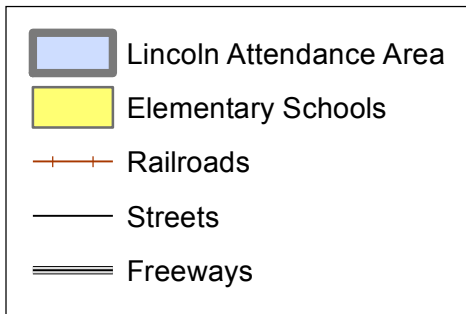 Lincoln Attendance Area
Elementary Schools
Railroads
Streets
Freeways